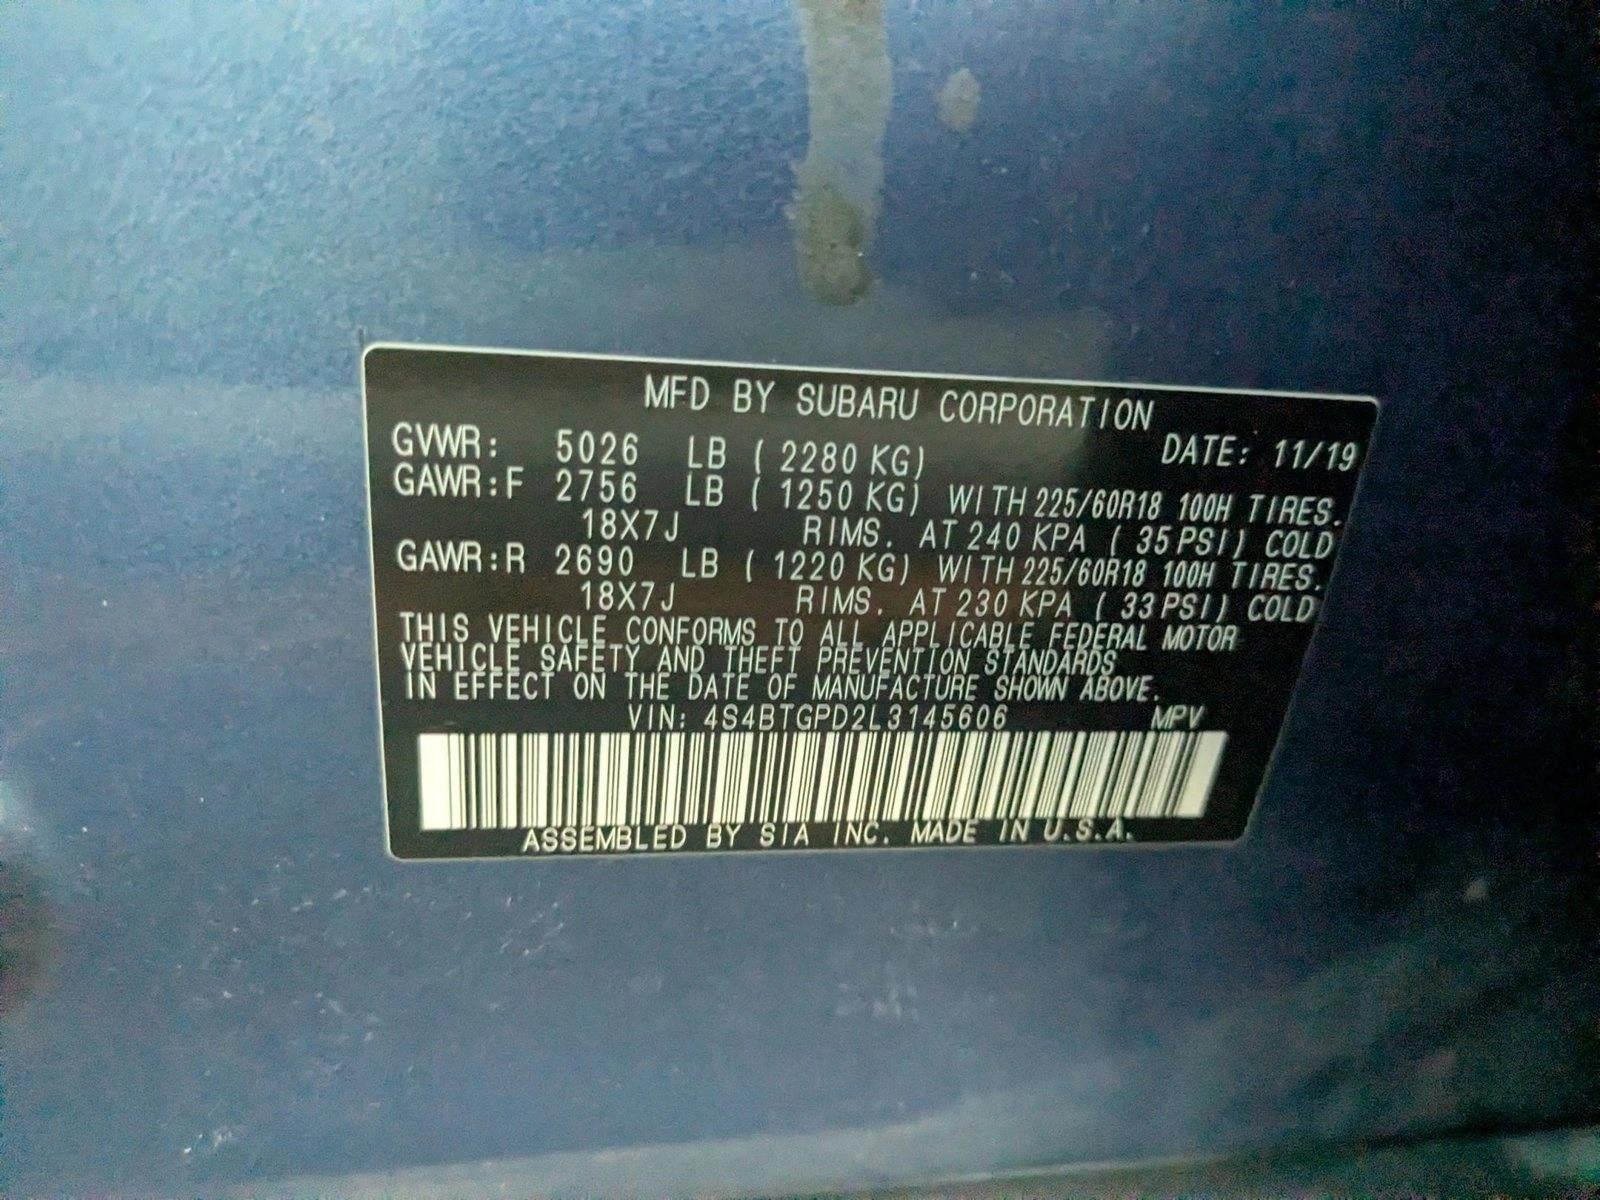 MFD BY SUBARU CORPORATION
GVWR: 5026 LB ( 2280 KG) DATE: 11/19
GAWR:F 2756 LB ( 1250 KG) WITH 225/60R18 100H TIRES.
18X7J RIMS. AT 240 KPA ( 35 PSI) COLD
GAWR:R 2690 LB ( 1220 KG) WITH 225/60R18 100H TIRES.
18X7J RIMS. AT 230 KPA ( 33 PSI) COLD
THIS VEHICLE CONFORMS TO ALL APPLICABLE FEDERAL MOTOR
VEHICLE SAFETY AND THEFT PREVENTION STANDARDS
IN EFFECT ON THE DATE OF MANUFACTURE SHOWN ABOVE.
VIN: 4S4BTGPD2L3145606 MPV
ASSEMBLED BY SIA INC. MADE IN U.S.A.